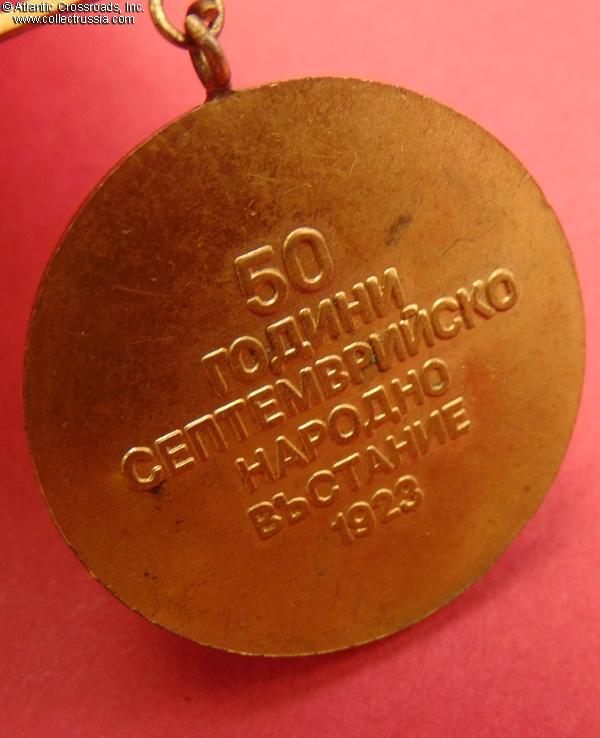 © Atlantic Crossroads, Inc.
www.collectrussia.com
50
ГОДИНИ
СЕПТЕМВРИЙСКО
НАРОДНО
ВЪСТАНИЕ
1923